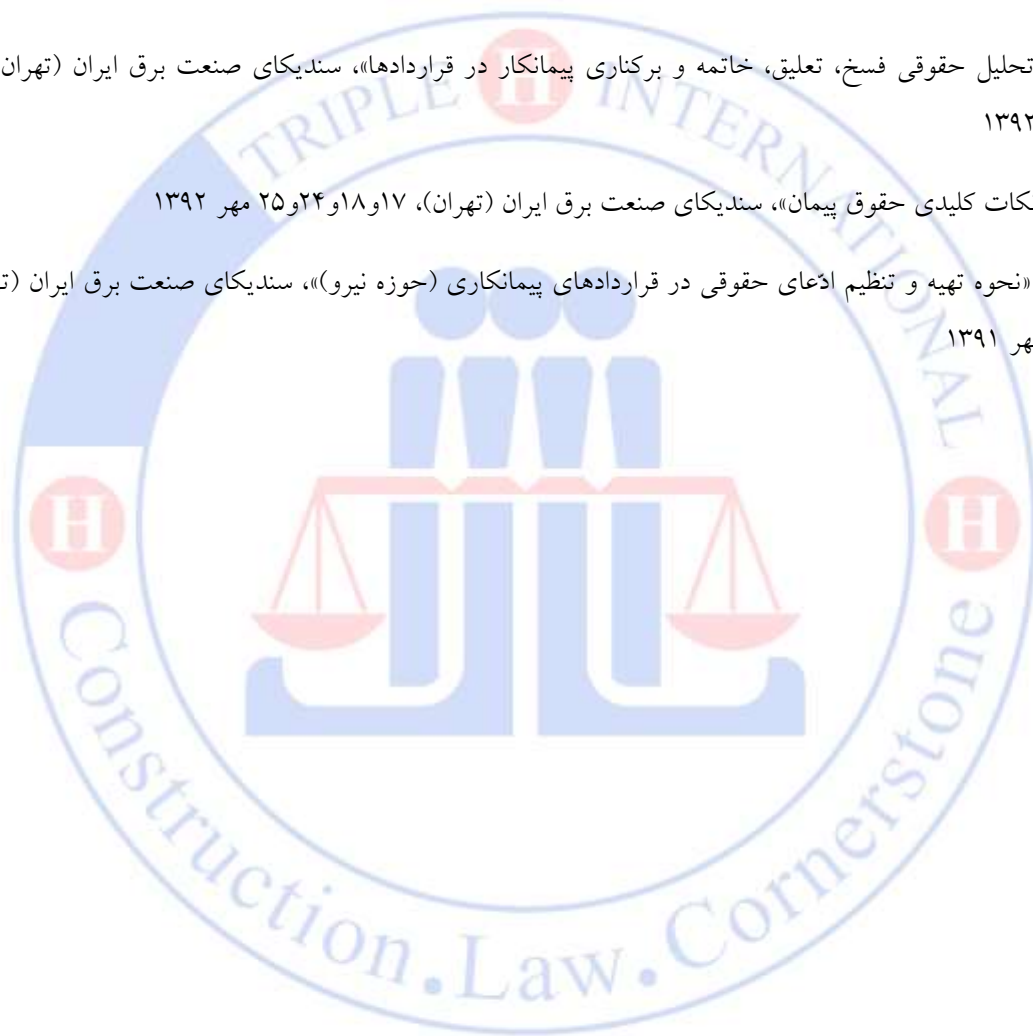 تحلیل حقوقی فسخ، تعلیق، خاتمه و برکناری پیمانکار در قراردادها»، سندیکای صنعت برق ایران (تهران
۱۳۹۲
کات کلیدی حقوق پیمان»، سندیکای صنعت برق ایران (تهران)، ۱۷و۱۸و۲۴و۲۵ مهر ۱۳۹۲
«نحوه تهیه و تنظیم ادّعای حقوقی در قراردادهای پیمانکاری (حوزه نیرو)»، سندیکای صنعت برق ایران (ت
هر ۱۳۹۱
TRIPLE H INTERNATIONAL
H
H
Construction.Law.Cornerstone